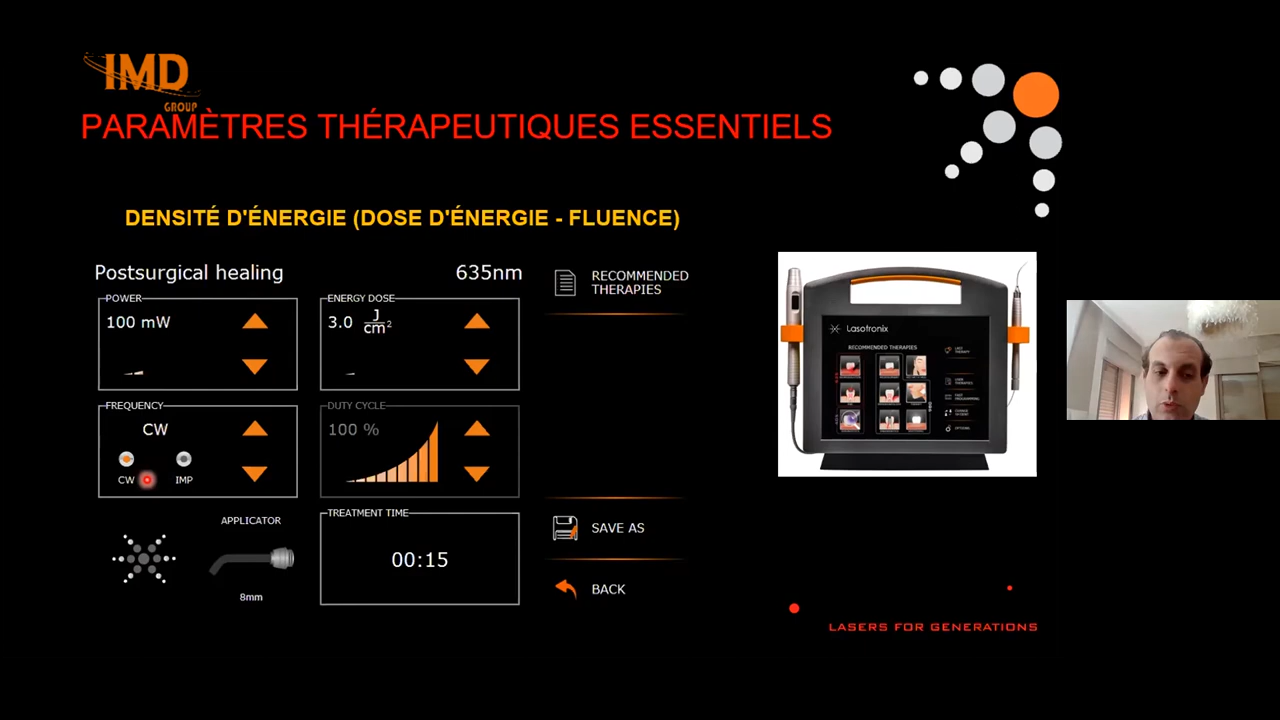 IMD
GROUP
PARAMÈTRES THÉRAPEUTIQUES ESSENTIELS
DENSITÉ D'ÉNERGIE (DOSE D'ÉNERGIE - FLUENCE)
Postsurgical healing 635nm
RECOMMENDED
THERAPIES
POWER
100 mW
ENERGY DOSE
3.0 J/cm²
FREQUENCY
CW
CW IMP
DUTY CYCLE
100 %
APPLICATOR
8mm
TREATMENT TIME
00:15
SAVE AS
BACK
Lasotronix
RECOMMENDED THERAPIES
LASERS FOR GENERATIONS